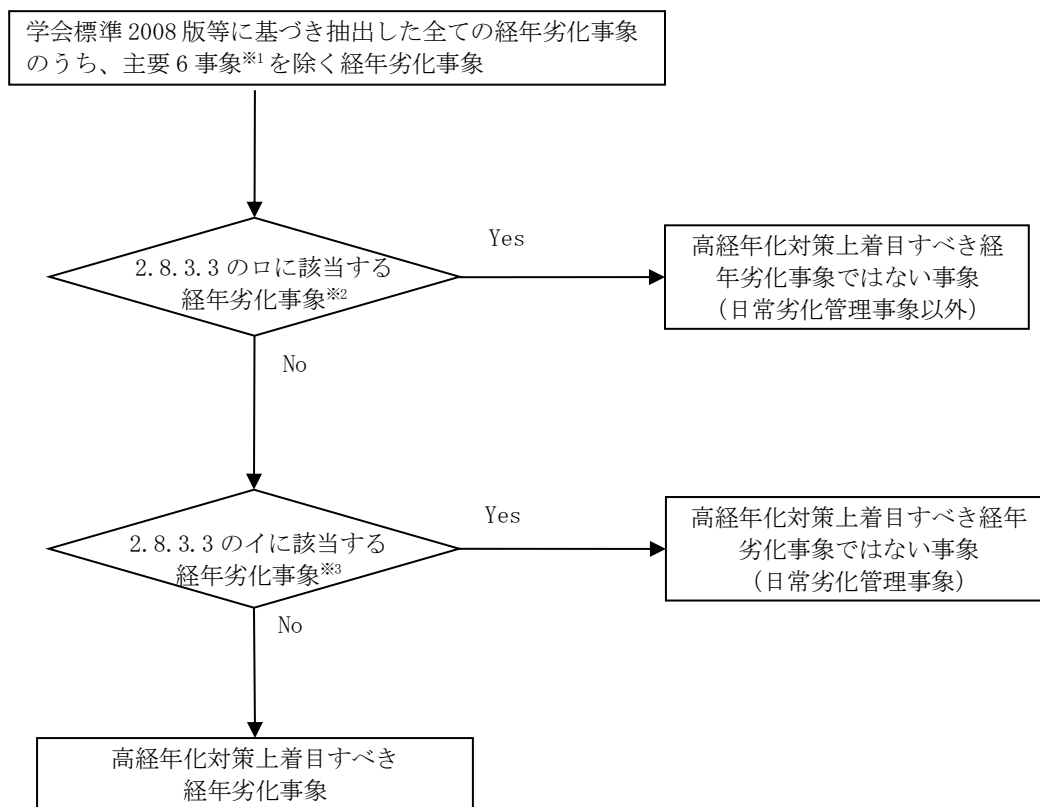 学会標準 2008 版等に基づき抽出した全ての経年劣化事象
のうち、主要 6 事象※1 を除く経年劣化事象
2.8.3.3 のロに該当する
経年劣化事象※2
Yes
高経年化対策上着目すべき経
年劣化事象ではない事象
（日常劣化管理事象以外）
No
2.8.3.3 のイに該当する
経年劣化事象※3
Yes
高経年化対策上着目すべき経年
劣化事象ではない事象
（日常劣化管理事象）
No
高経年化対策上着目すべき
経年劣化事象